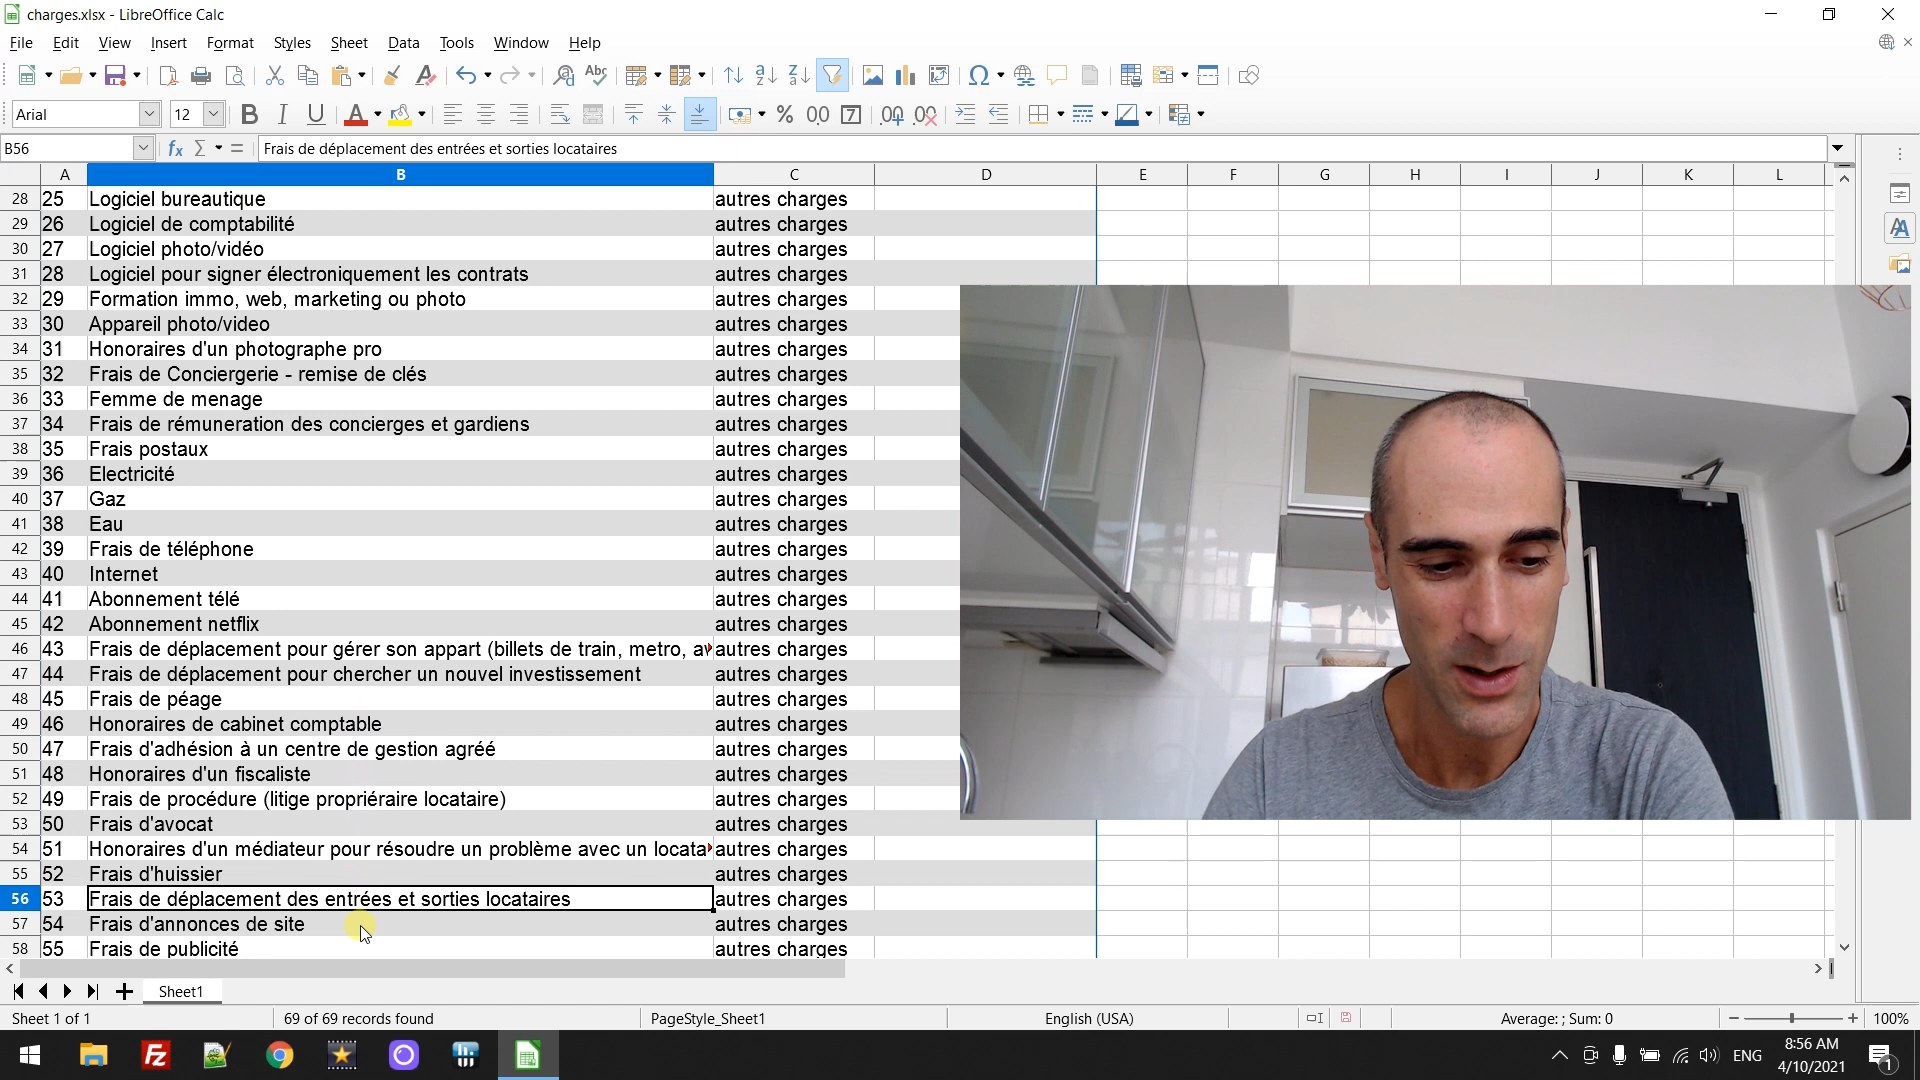 charges.xlsx - LibreOffice Calc
File Edit View Insert Format Styles Sheet Data Tools Window Help
Arial 12
B56 Frais de déplacement des entrées et sorties locataires
A B C D E F G H I J K L
28 25 Logiciel bureautique autres charges
29 26 Logiciel de comptabilité autres charges
30 27 Logiciel photo/vidéo autres charges
31 28 Logiciel pour signer électroniquement les contrats autres charges
32 29 Formation immo, web, marketing ou photo autres charges
33 30 Appareil photo/video autres charges
34 31 Honoraires d'un photographe pro autres charges
35 32 Frais de Conciergerie - remise de clés autres charges
36 33 Femme de menage autres charges
37 34 Frais de rémuneration des concierges et gardiens autres charges
38 35 Frais postaux autres charges
39 36 Electricité autres charges
40 37 Gaz autres charges
41 38 Eau autres charges
42 39 Frais de téléphone autres charges
43 40 Internet autres charges
44 41 Abonnement télé autres charges
45 42 Abonnement netflix autres charges
46 43 Frais de déplacement pour gérer son appart (billets de train, metro, av autres charges
47 44 Frais de déplacement pour chercher un nouvel investissement autres charges
48 45 Frais de péage autres charges
49 46 Honoraires de cabinet comptable autres charges
50 47 Frais d'adhésion à un centre de gestion agréé autres charges
51 48 Honoraires d'un fiscaliste autres charges
52 49 Frais de procédure (litige propriéraire locataire) autres charges
53 50 Frais d'avocat autres charges
54 51 Honoraires d'un médiateur pour résoudre un problème avec un locata autres charges
55 52 Frais d'huissier autres charges
56 53 Frais de déplacement des entrées et sorties locataires autres charges
57 54 Frais d'annonces de site autres charges
58 55 Frais de publicité autres charges
Sheet1
Sheet 1 of 1 69 of 69 records found PageStyle_Sheet1 English (USA) Average: ; Sum: 0 100%
ENG 8:56 AM
4/10/2021 1